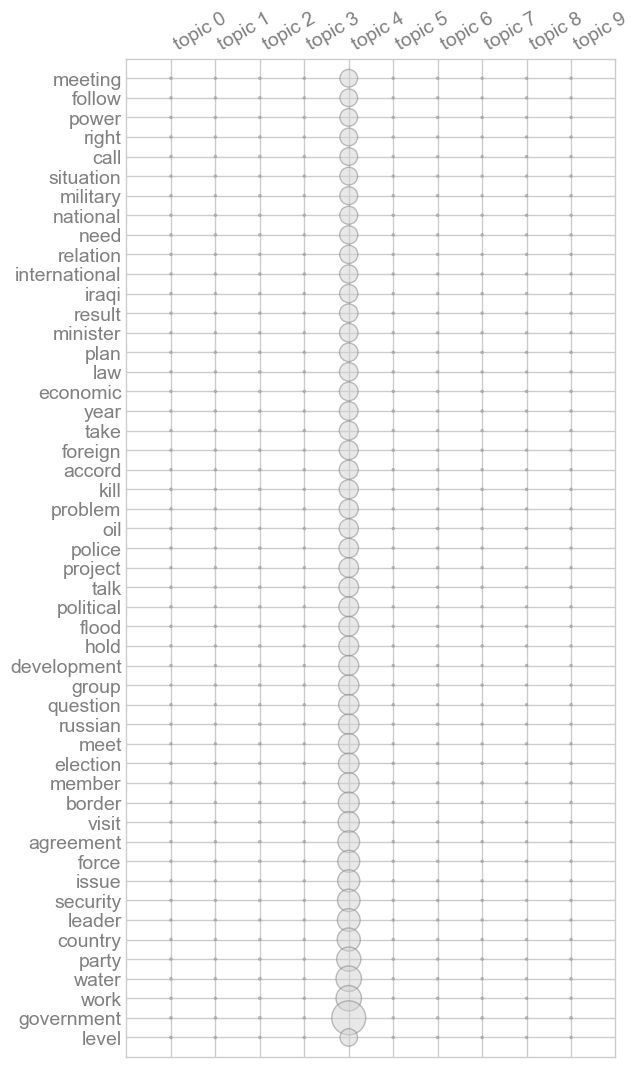 topic 0 topic 1 topic 2 topic 3 topic 4 topic 5 topic 6 topic 7 topic 8 topic 9
meeting
follow
power
right
call
situation
military
national
need
relation
international
iraqi
result
minister
plan
law
economic
year
take
foreign
accord
kill
problem
oil
police
project
talk
political
flood
hold
development
group
question
russian
meet
election
member
border
visit
agreement
force
issue
security
leader
country
party
water
work
government
level